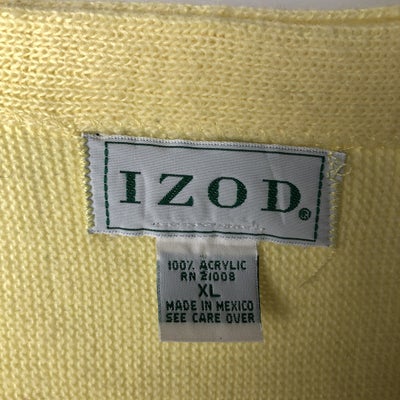 IZOD®
100% ACRYLIC
RN 21008
XL
MADE IN MEXICO
SEE CARE OVER